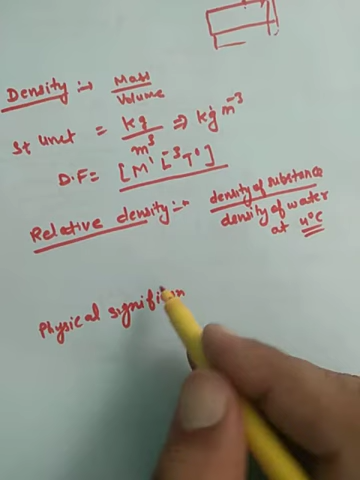 Density :- Mass
Volume
SI Unit = kg/m³ ⇒ kg m⁻³
D.F = [M¹ L⁻³ T⁰]
Relative density :- density of substance
density of water
at 4°C
Physical signifi